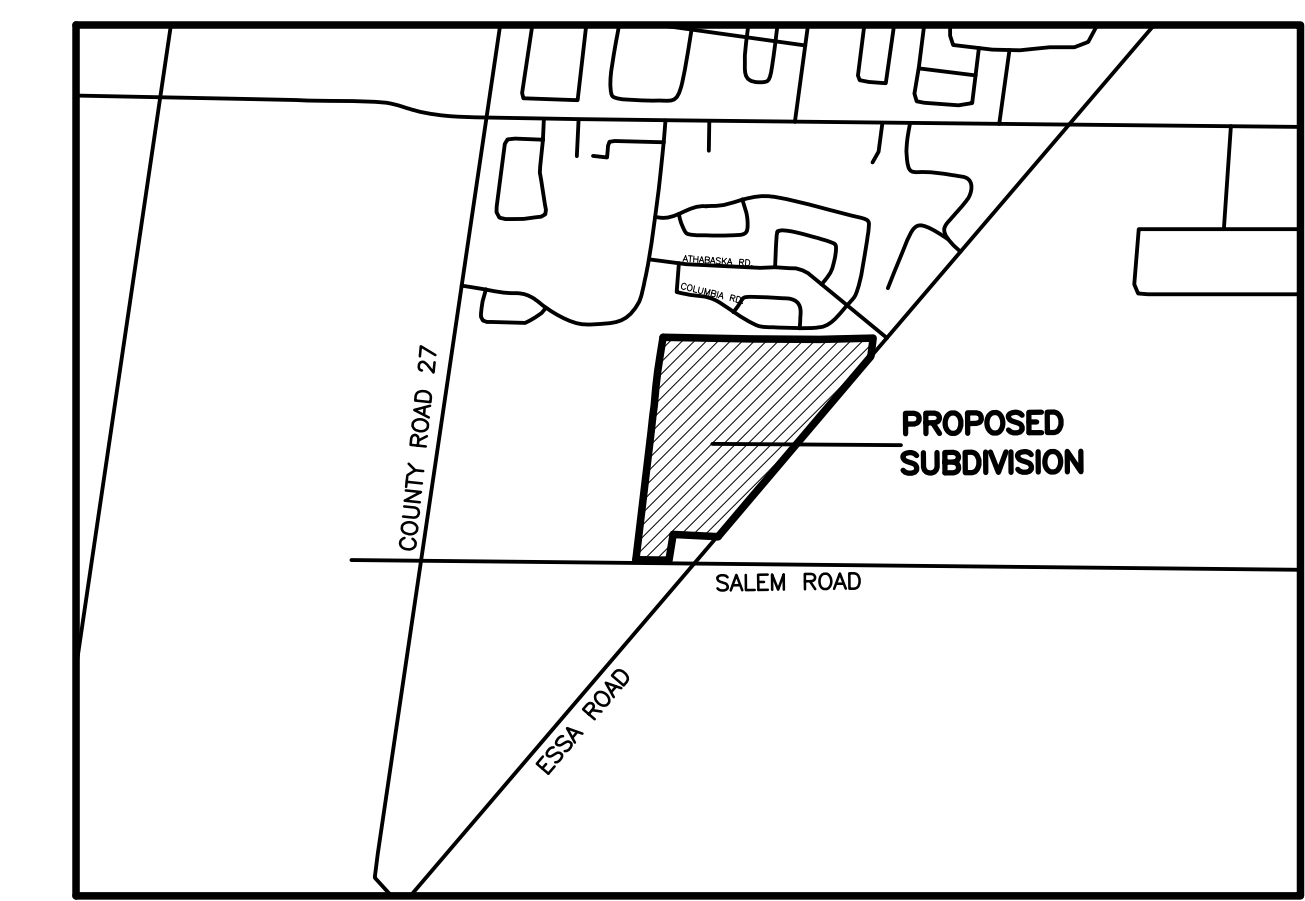 ATHABASKA RD.
COLUMBIA RD.
COUNTY ROAD 27
PROPOSED
SUBDIVISION
SALEM ROAD
ESSA ROAD